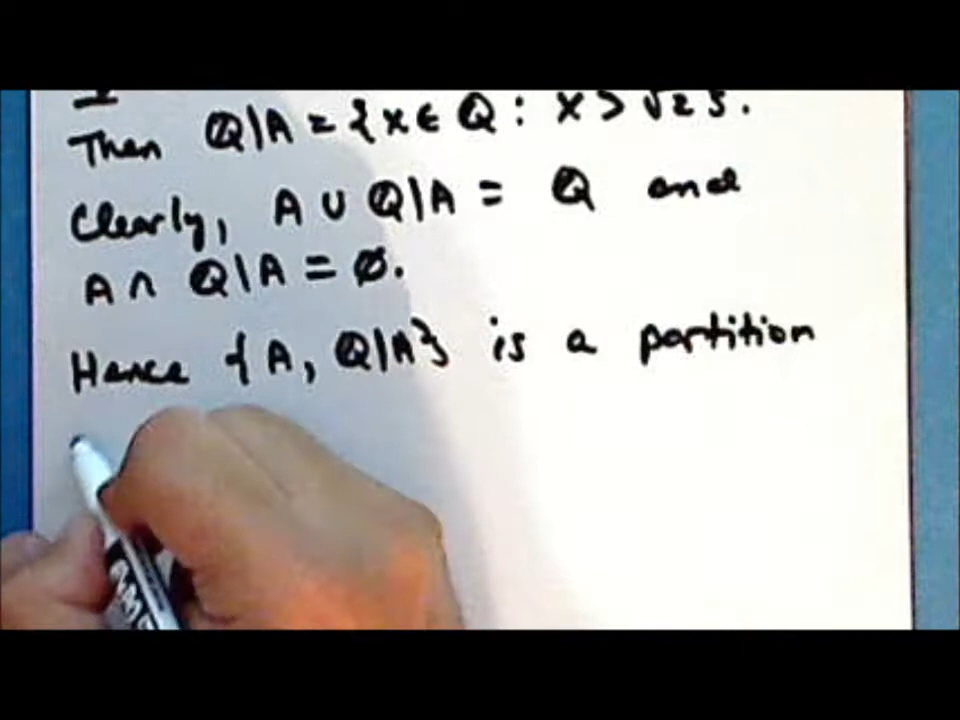 Then Q\A = {x ∈ Q : x > √2}.
Clearly, A ∪ Q\A = Q and
A ∩ Q\A = ∅.
Hence {A, Q\A} is a partition